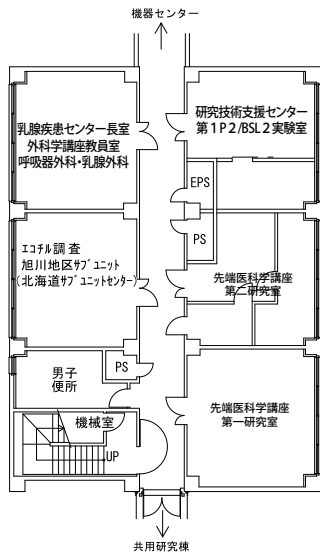 機器センター
乳腺疾患センター長室
外科学講座教員室
呼吸器外科・乳腺外科
研究技術支援センター
第1P2/BSL2実験室
EPS
PS
エコチル調査
旭川地区サブユニット
(北海道サブユニットセンター)
先端医科学講座
第二研究室
男子
便所
PS
機械室
UP
先端医科学講座
第一研究室
共用研究棟